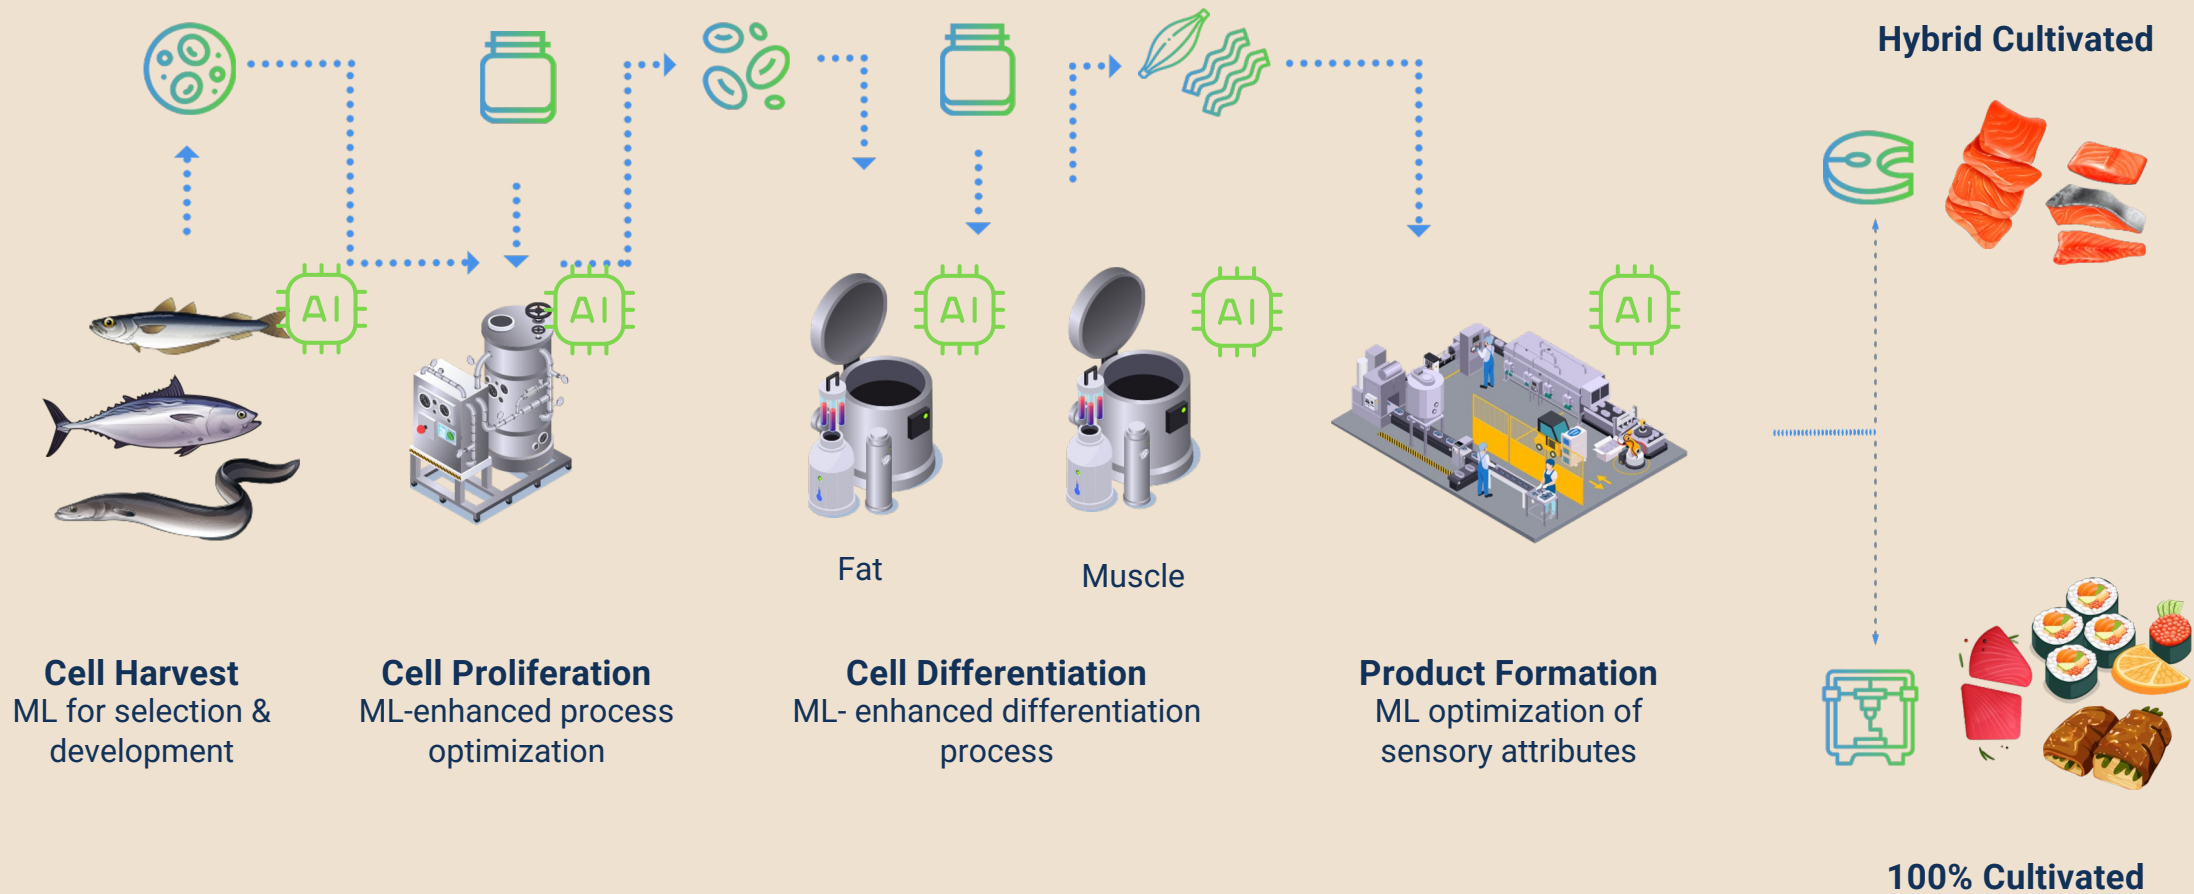 Hybrid Cultivated
AI
AI
AI
AI
AI
Fat
Muscle
Cell Harvest
ML for selection &
development
Cell Proliferation
ML-enhanced process
optimization
Cell Differentiation
ML- enhanced differentiation
process
Product Formation
ML optimization of
sensory attributes
100% Cultivated